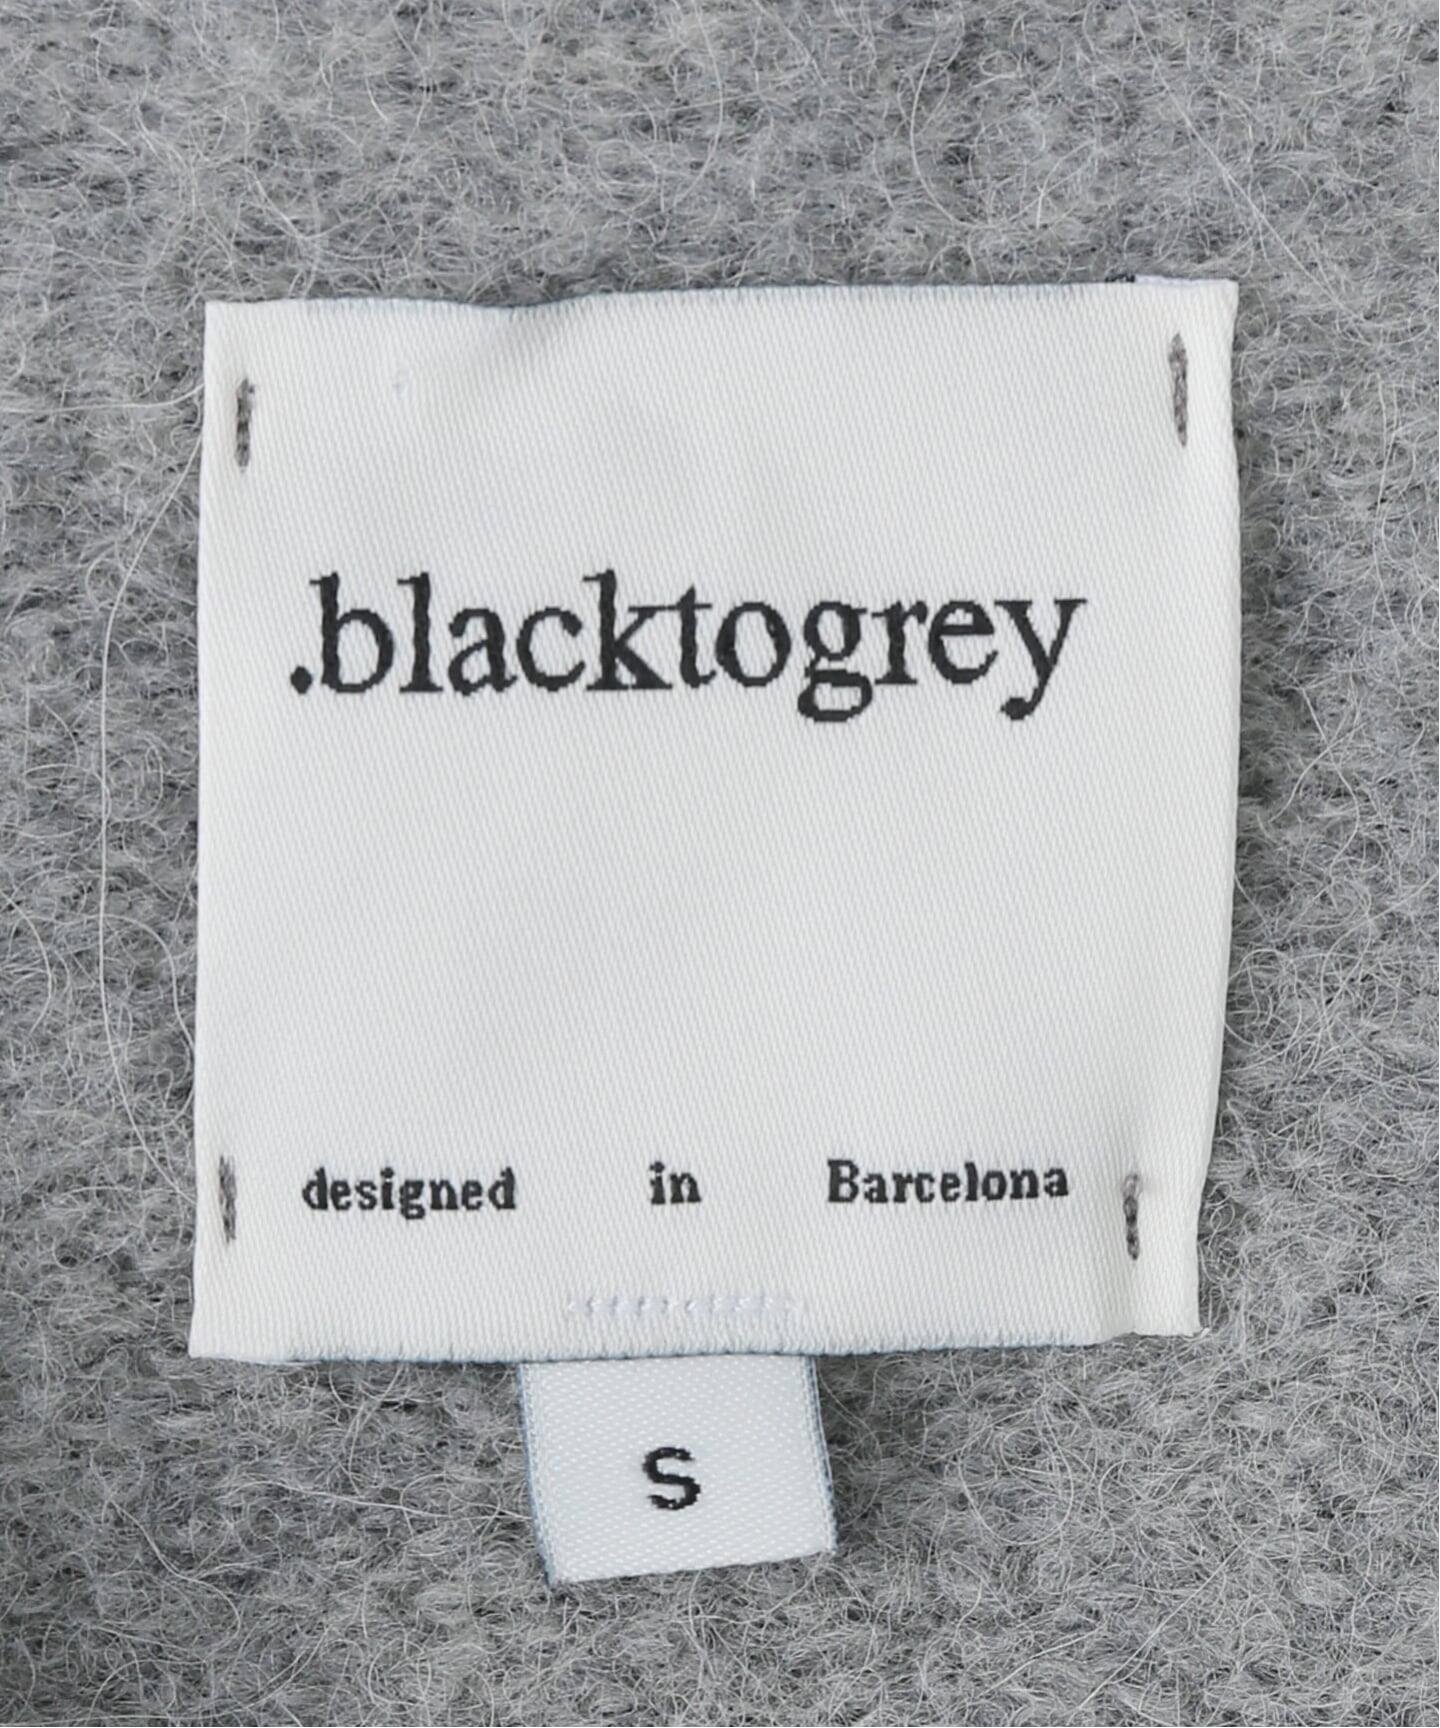 .blacktogrey
designed in Barcelona
S